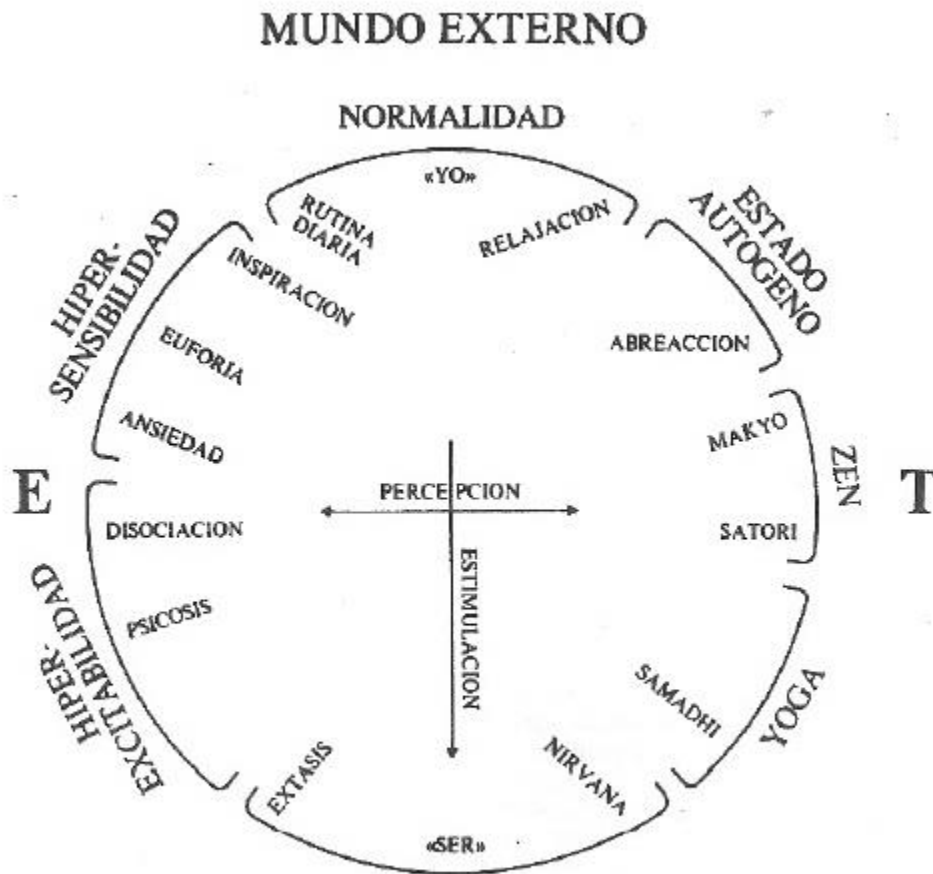 MUNDO EXTERNO
NORMALIDAD
«YO»
RUTINA
DIARIA
RELAJACION
ESTADO
AUTOGENO
HIPER-
SENSIBILIDAD
INSPIRACION
EUFORIA
ABREACCION
ANSIEDAD
MAKYO
ZEN
E
PERCEPCION
T
DISOCIACION
SATORI
ESTIMULACION
PSICOSIS
HIPER-
EXCITABILIDAD
SAMADHI
YOGA
EXTASIS
NIRVANA
«SER»